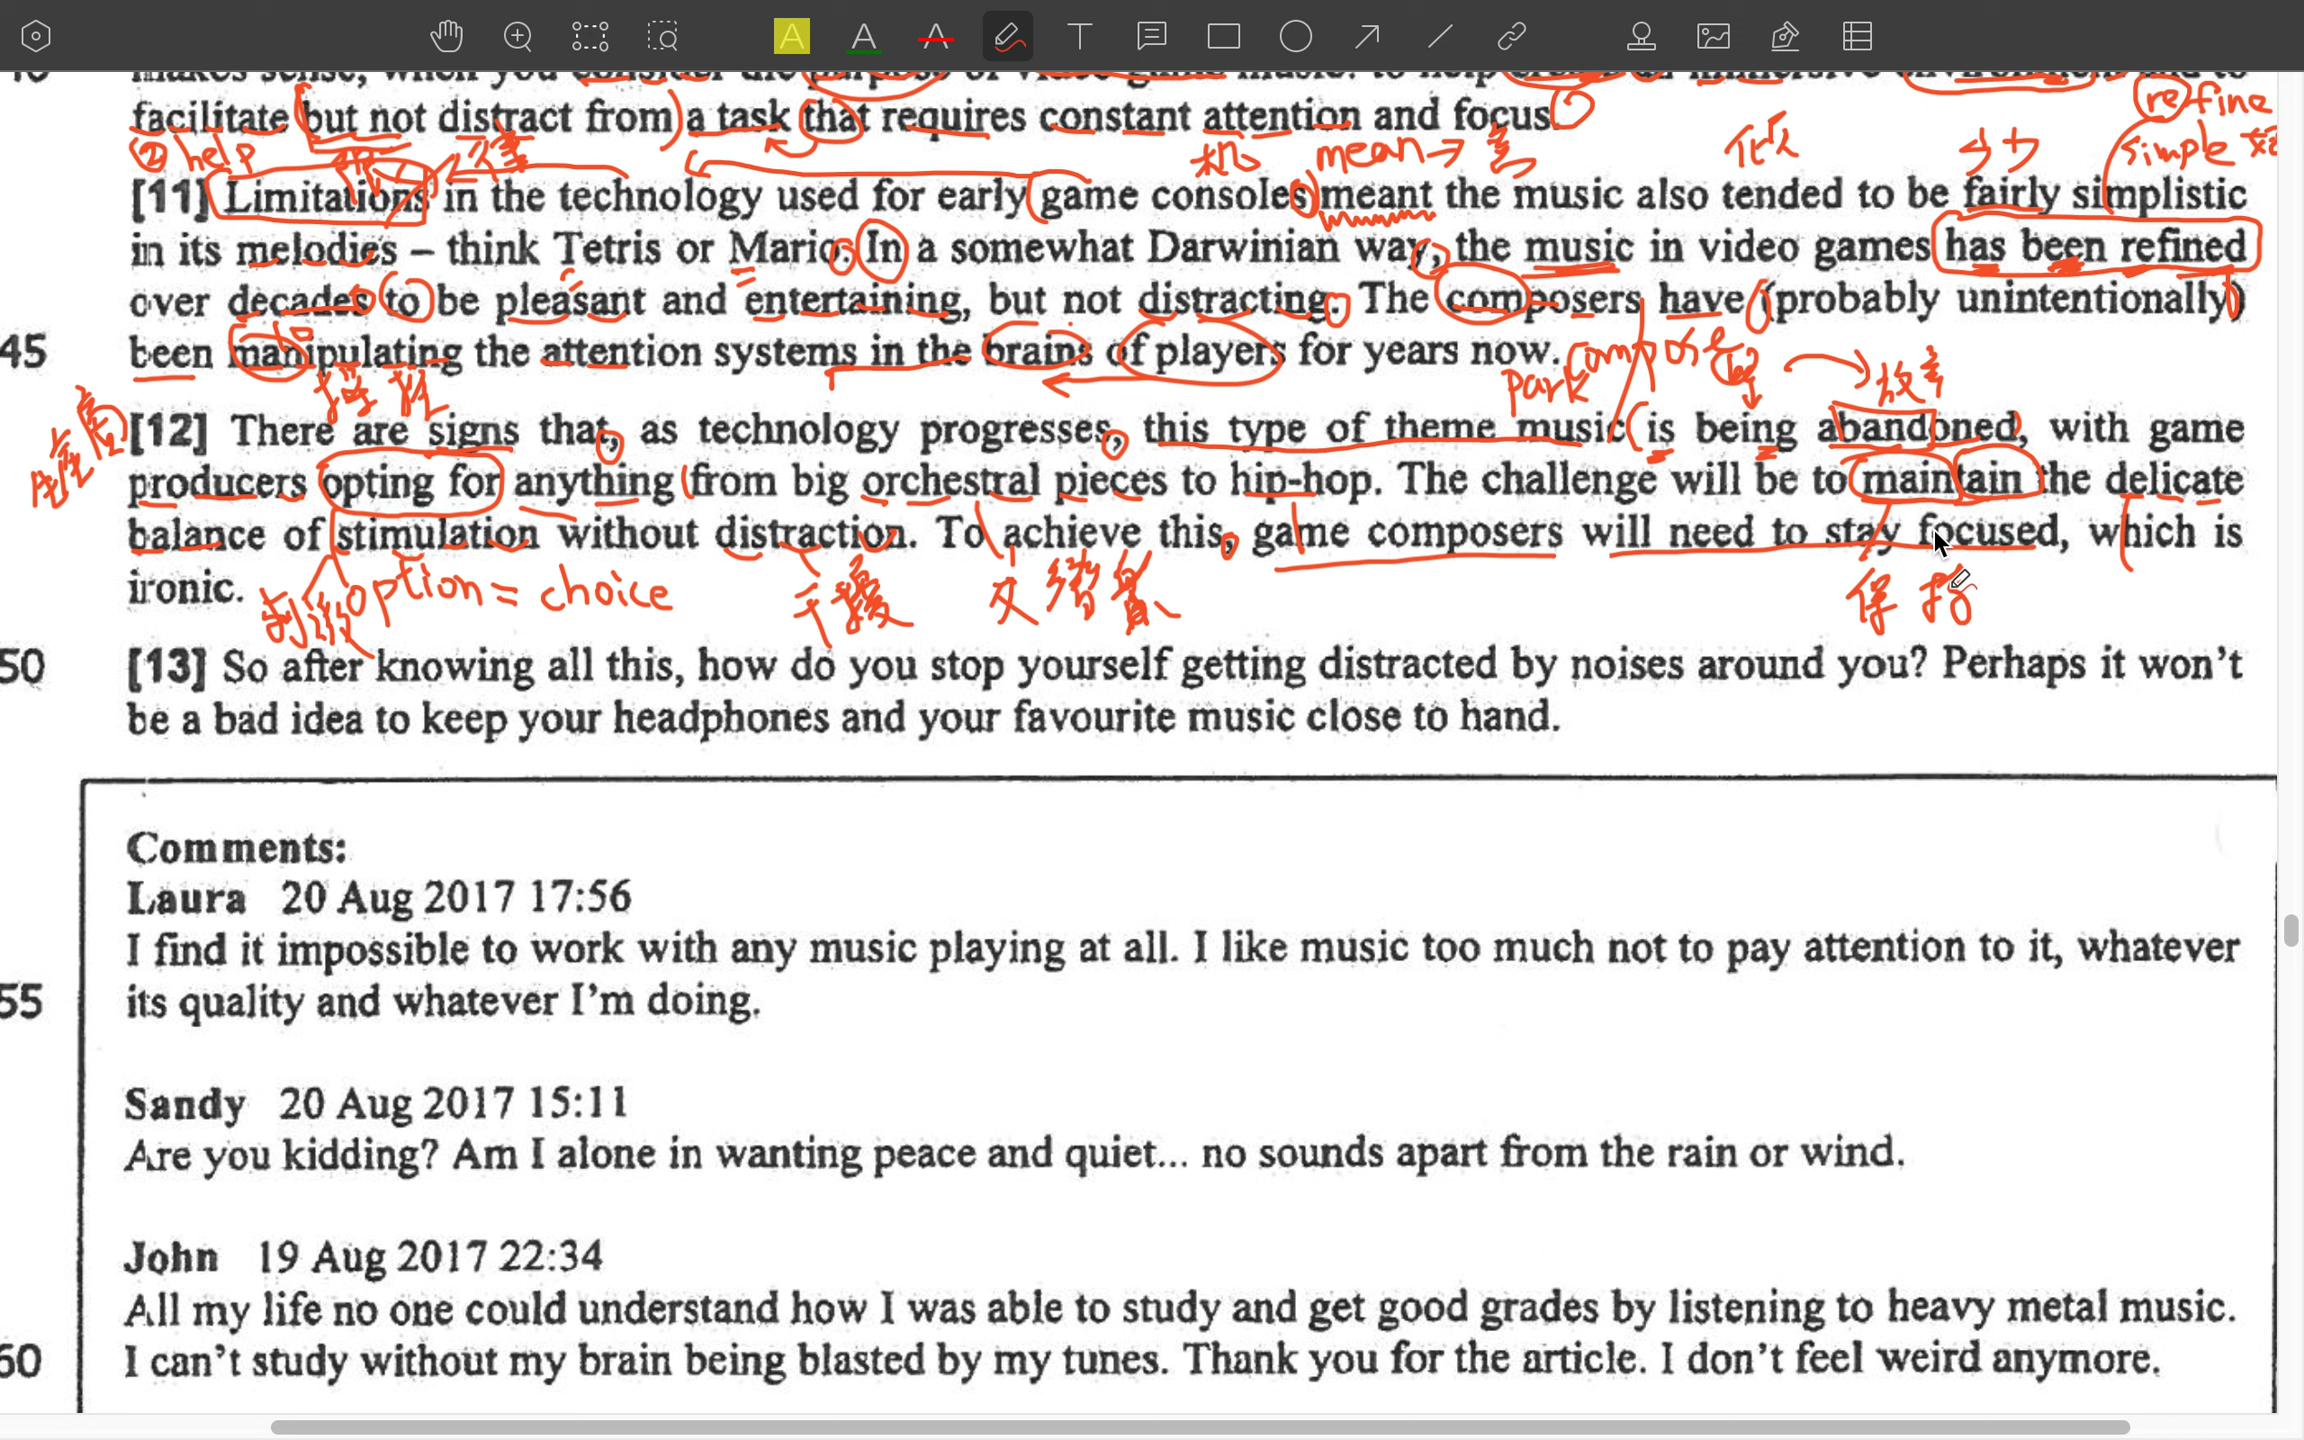 facilitate but not distract from a task that requires constant attention and focus.
② help
mean →
refine
simple
[11] Limitations in the technology used for early game consoles meant the music also tended to be fairly simplistic
in its melodies – think Tetris or Mario. In a somewhat Darwinian way, the music in video games has been refined
over decades to be pleasant and entertaining, but not distracting. The composers have (probably unintentionally)
45 been manipulating the attention systems in the brains of players for years now.
compose
park
[12] There are signs that, as technology progresses, this type of theme music is being abandoned, with game
producers opting for anything from big orchestral pieces to hip-hop. The challenge will be to maintain the delicate
balance of stimulation without distraction. To achieve this, game composers will need to stay focused, which is
ironic.
option = choice
干擾
保持
50 [13] So after knowing all this, how do you stop yourself getting distracted by noises around you? Perhaps it won't
be a bad idea to keep your headphones and your favourite music close to hand.
Comments:
Laura 20 Aug 2017 17:56
I find it impossible to work with any music playing at all. I like music too much not to pay attention to it, whatever
55 its quality and whatever I'm doing.
Sandy 20 Aug 2017 15:11
Are you kidding? Am I alone in wanting peace and quiet... no sounds apart from the rain or wind.
John 19 Aug 2017 22:34
All my life no one could understand how I was able to study and get good grades by listening to heavy metal music.
60 I can't study without my brain being blasted by my tunes. Thank you for the article. I don't feel weird anymore.